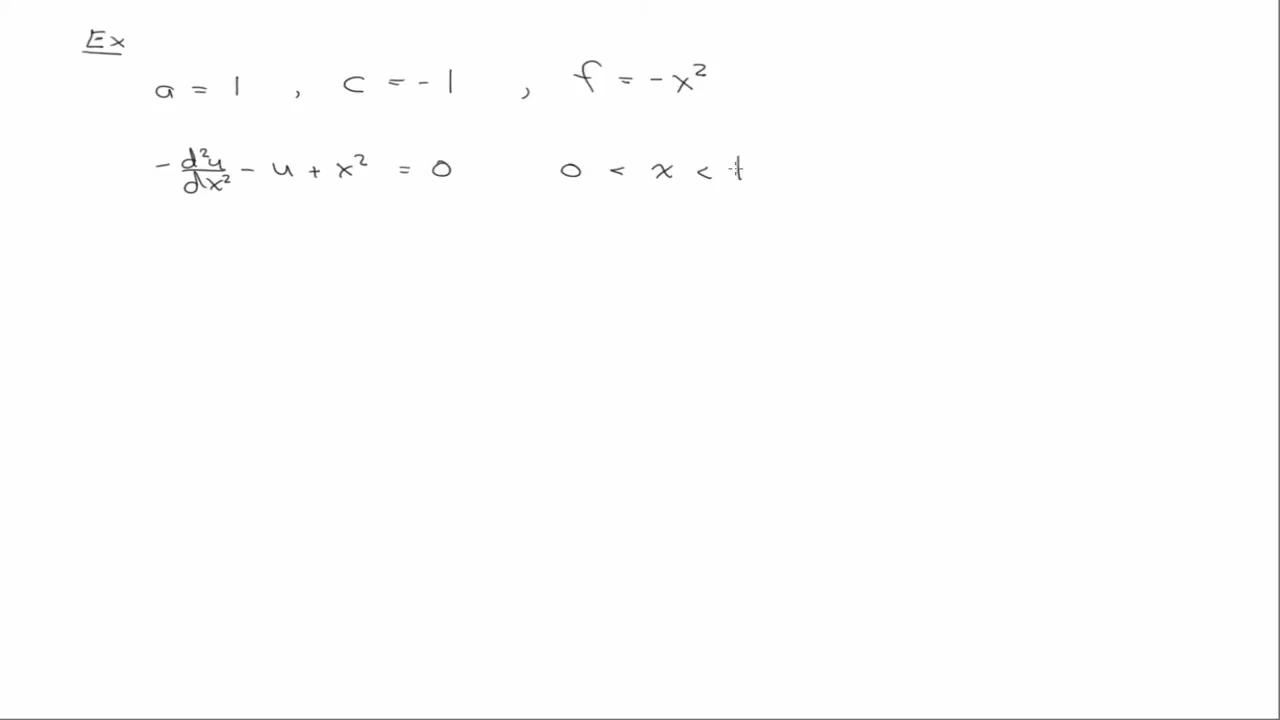 Ex
a = 1 , c = -1 , f = -x²
-d²u/dx² - u + x² = 0 0 < x < 1